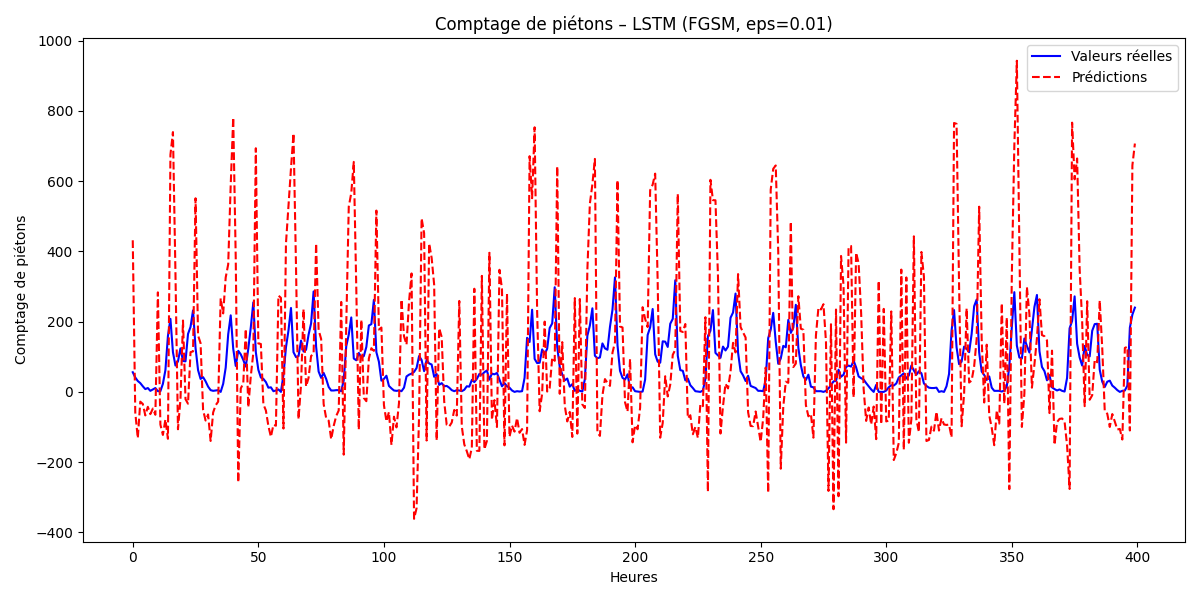 Comptage de piétons – LSTM (FGSM, eps=0.01)
Valeurs réelles
Prédictions
Comptage de piétons
1000
800
600
400
200
0
−200
−400
0 50 100 150 200 250 300 350 400
Heures